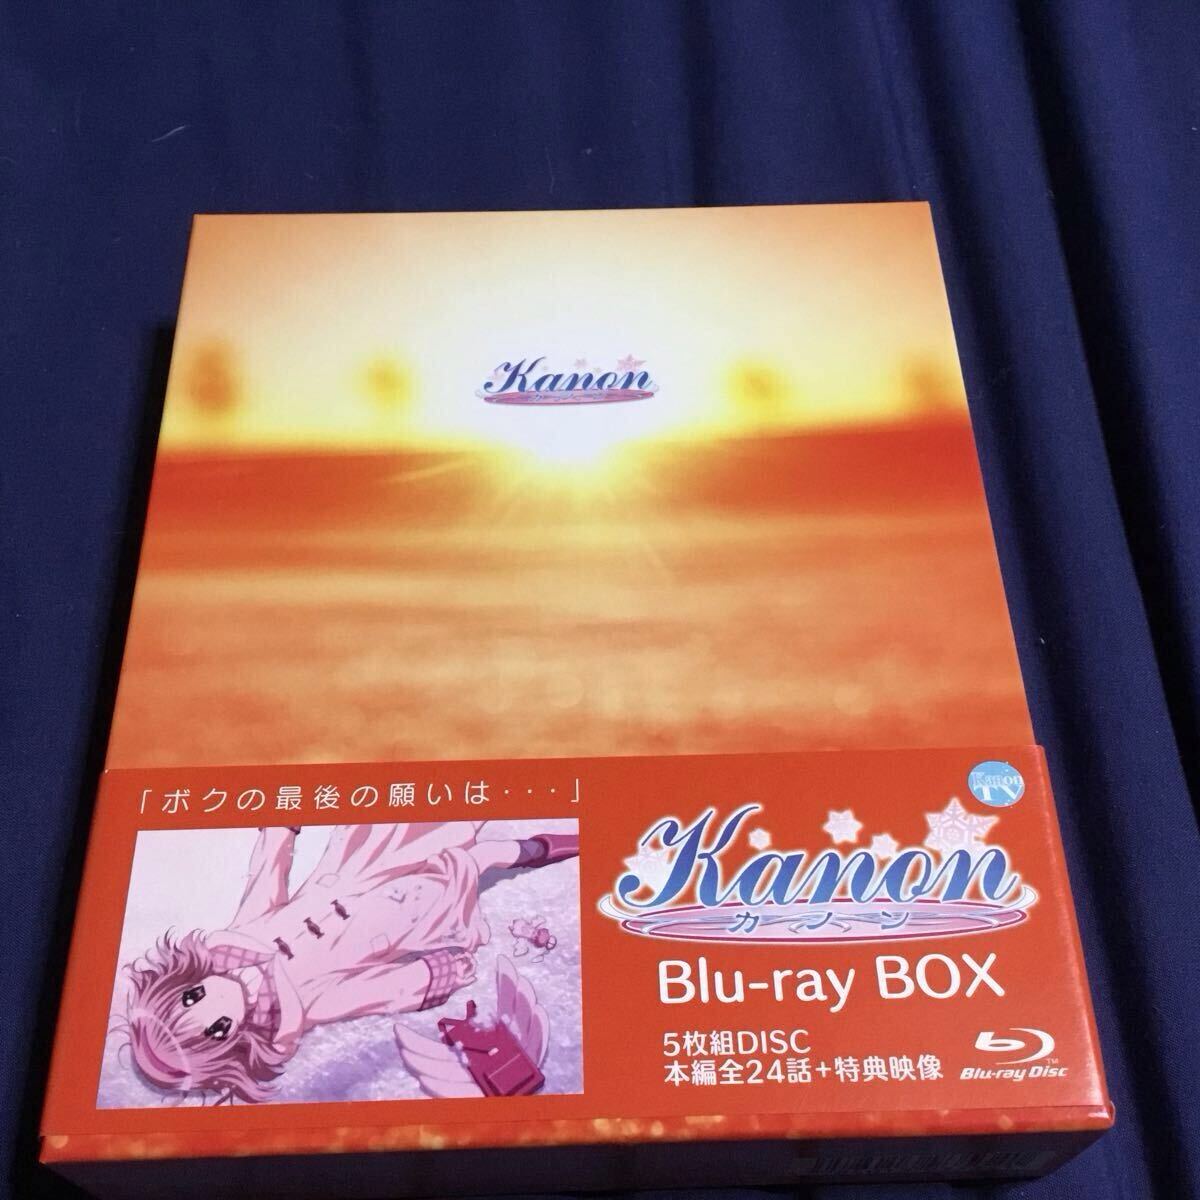 Kanon
カノン
「ボクの最後の願いは・・・」
Kanon
TV
Kanon
カノン
Blu-ray BOX
5枚組DISC
本編全24話+特典映像
Blu-ray Disc™